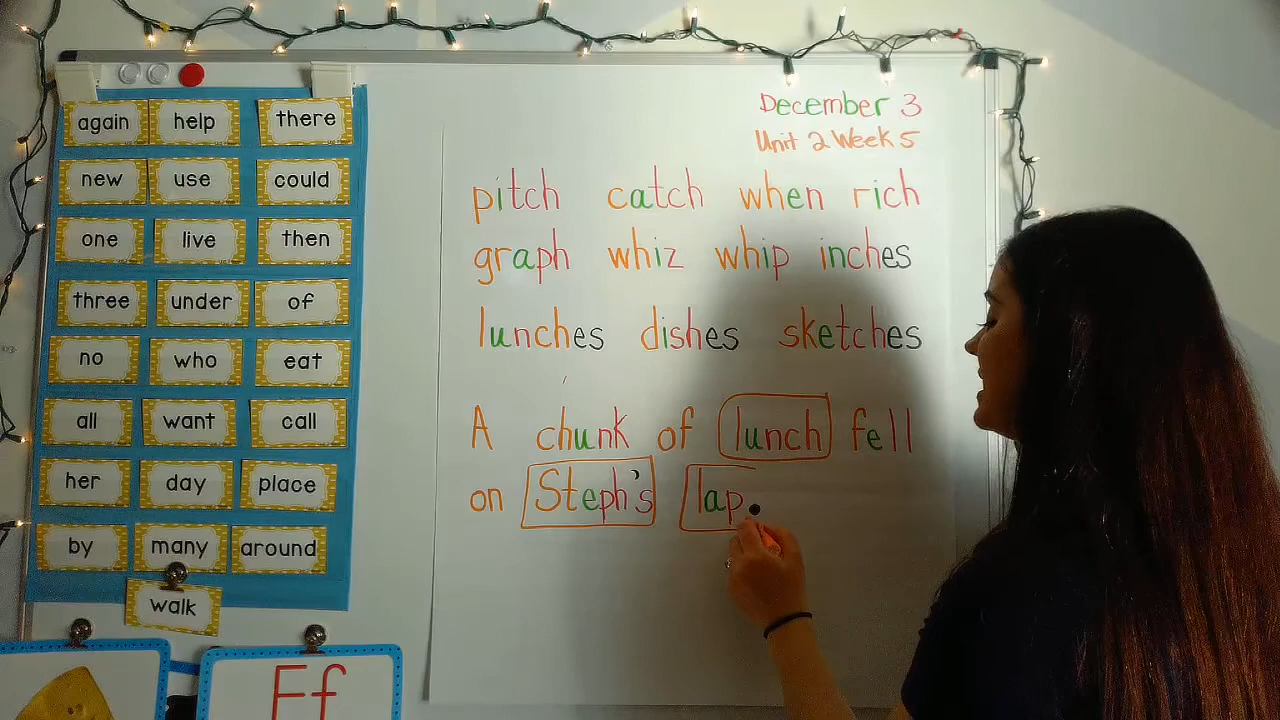 again help there
new use could
one live then
three under of
no who eat
all want call
her day place
by many around
walk
Ff
December 3
Unit 2 Week 5
pitch catch when rich
graph whiz whip inches
lunches dishes sketches
A chunk of lunch fell
on Steph's lap.